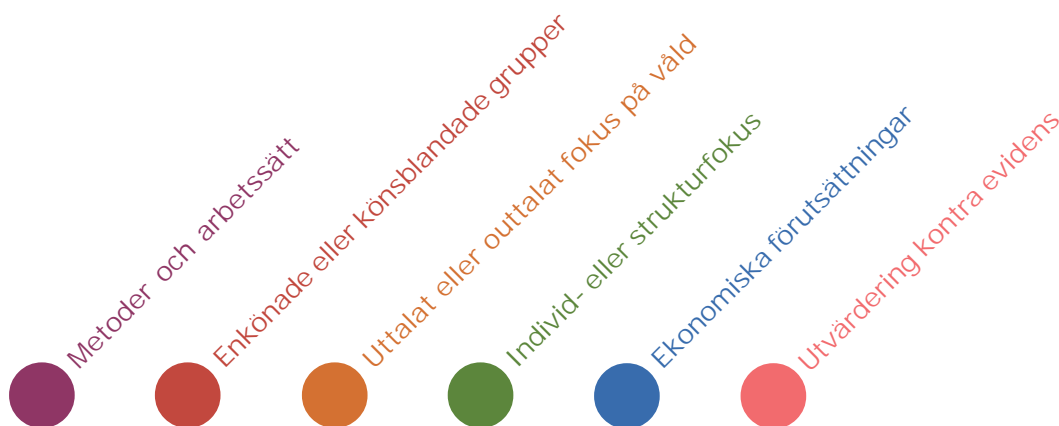 Metoder och arbetssätt
Enkönade eller könsblandade grupper
Uttalat eller outtalat fokus på våld
Individ- eller strukturfokus
Ekonomiska förutsättningar
Utvärdering kontra evidens